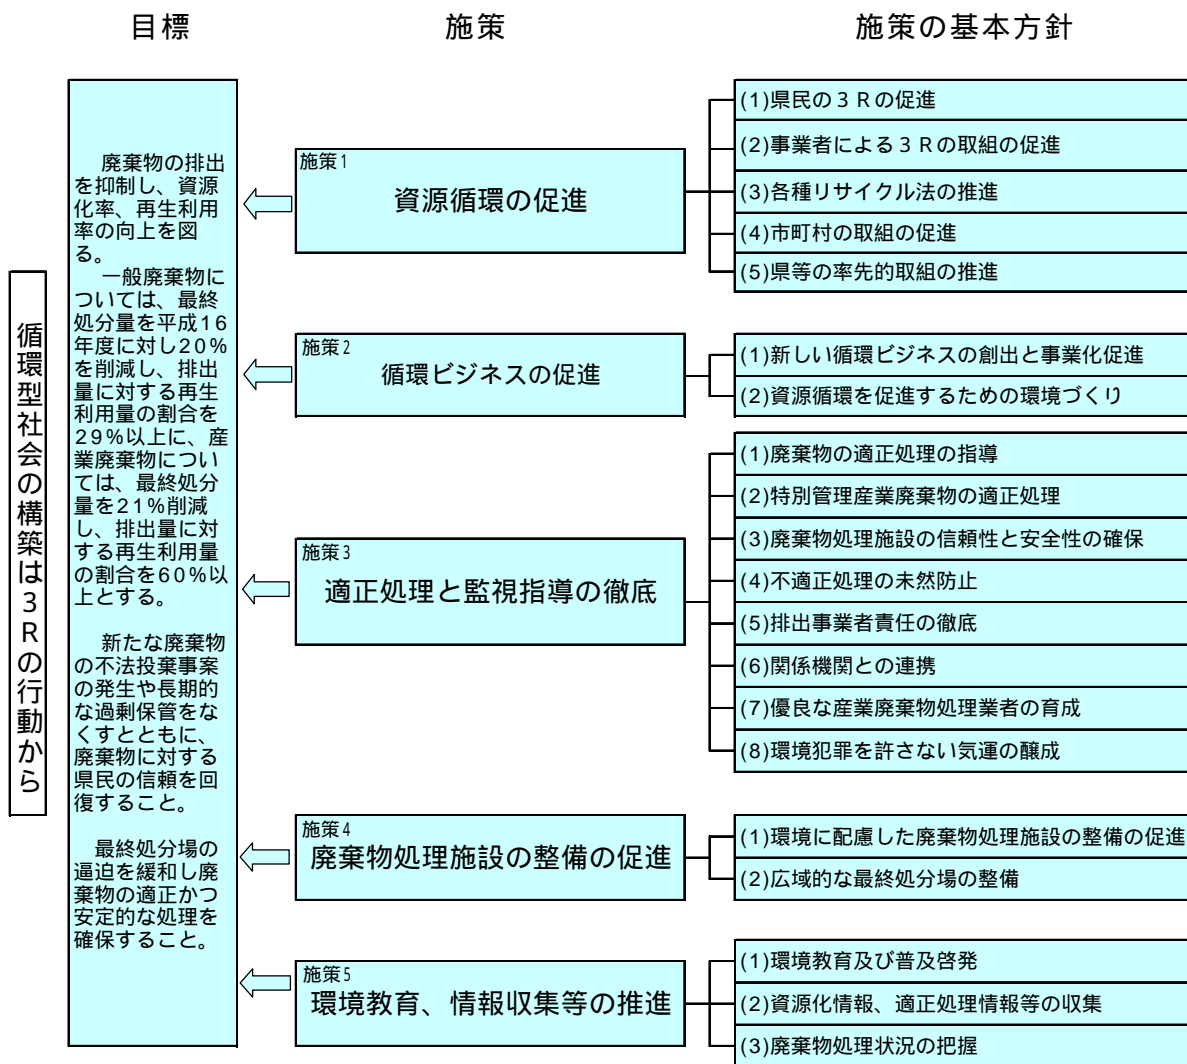 目標
施策
施策の基本方針
循環型社会の構築は3Rの行動から
廃棄物の排出
を抑制し、資源
化率、再生利用
率の向上を図
る。
一般廃棄物に
ついては、最終
処分量を平成16
年度に対し20%
を削減し、排出
量に対する再生
利用量の割合を
29%以上に、産
業廃棄物につい
ては、最終処分
量を21%削減
し、排出量に対
する再生利用量
の割合を60%以
上とする。
新たな廃棄物
の不法投棄事案
の発生や長期的
な過剰保管をな
くすとともに、
廃棄物に対する
県民の信頼を回
復すること。
最終処分場の
逼迫を緩和し廃
棄物の適正かつ
安定的な処理を
確保すること。
施策1
資源循環の促進
(1)県民の3Rの促進
(2)事業者による3Rの取組の促進
(3)各種リサイクル法の推進
(4)市町村の取組の促進
(5)県等の率先的取組の推進
施策2
循環ビジネスの促進
(1)新しい循環ビジネスの創出と事業化促進
(2)資源循環を促進するための環境づくり
施策3
適正処理と監視指導の徹底
(1)廃棄物の適正処理の指導
(2)特別管理産業廃棄物の適正処理
(3)廃棄物処理施設の信頼性と安全性の確保
(4)不適正処理の未然防止
(5)排出事業者責任の徹底
(6)関係機関との連携
(7)優良な産業廃棄物処理業者の育成
(8)環境犯罪を許さない気運の醸成
施策4
廃棄物処理施設の整備の促進
(1)環境に配慮した廃棄物処理施設の整備の促進
(2)広域的な最終処分場の整備
施策5
環境教育、情報収集等の推進
(1)環境教育及び普及啓発
(2)資源化情報、適正処理情報等の収集
(3)廃棄物処理状況の把握